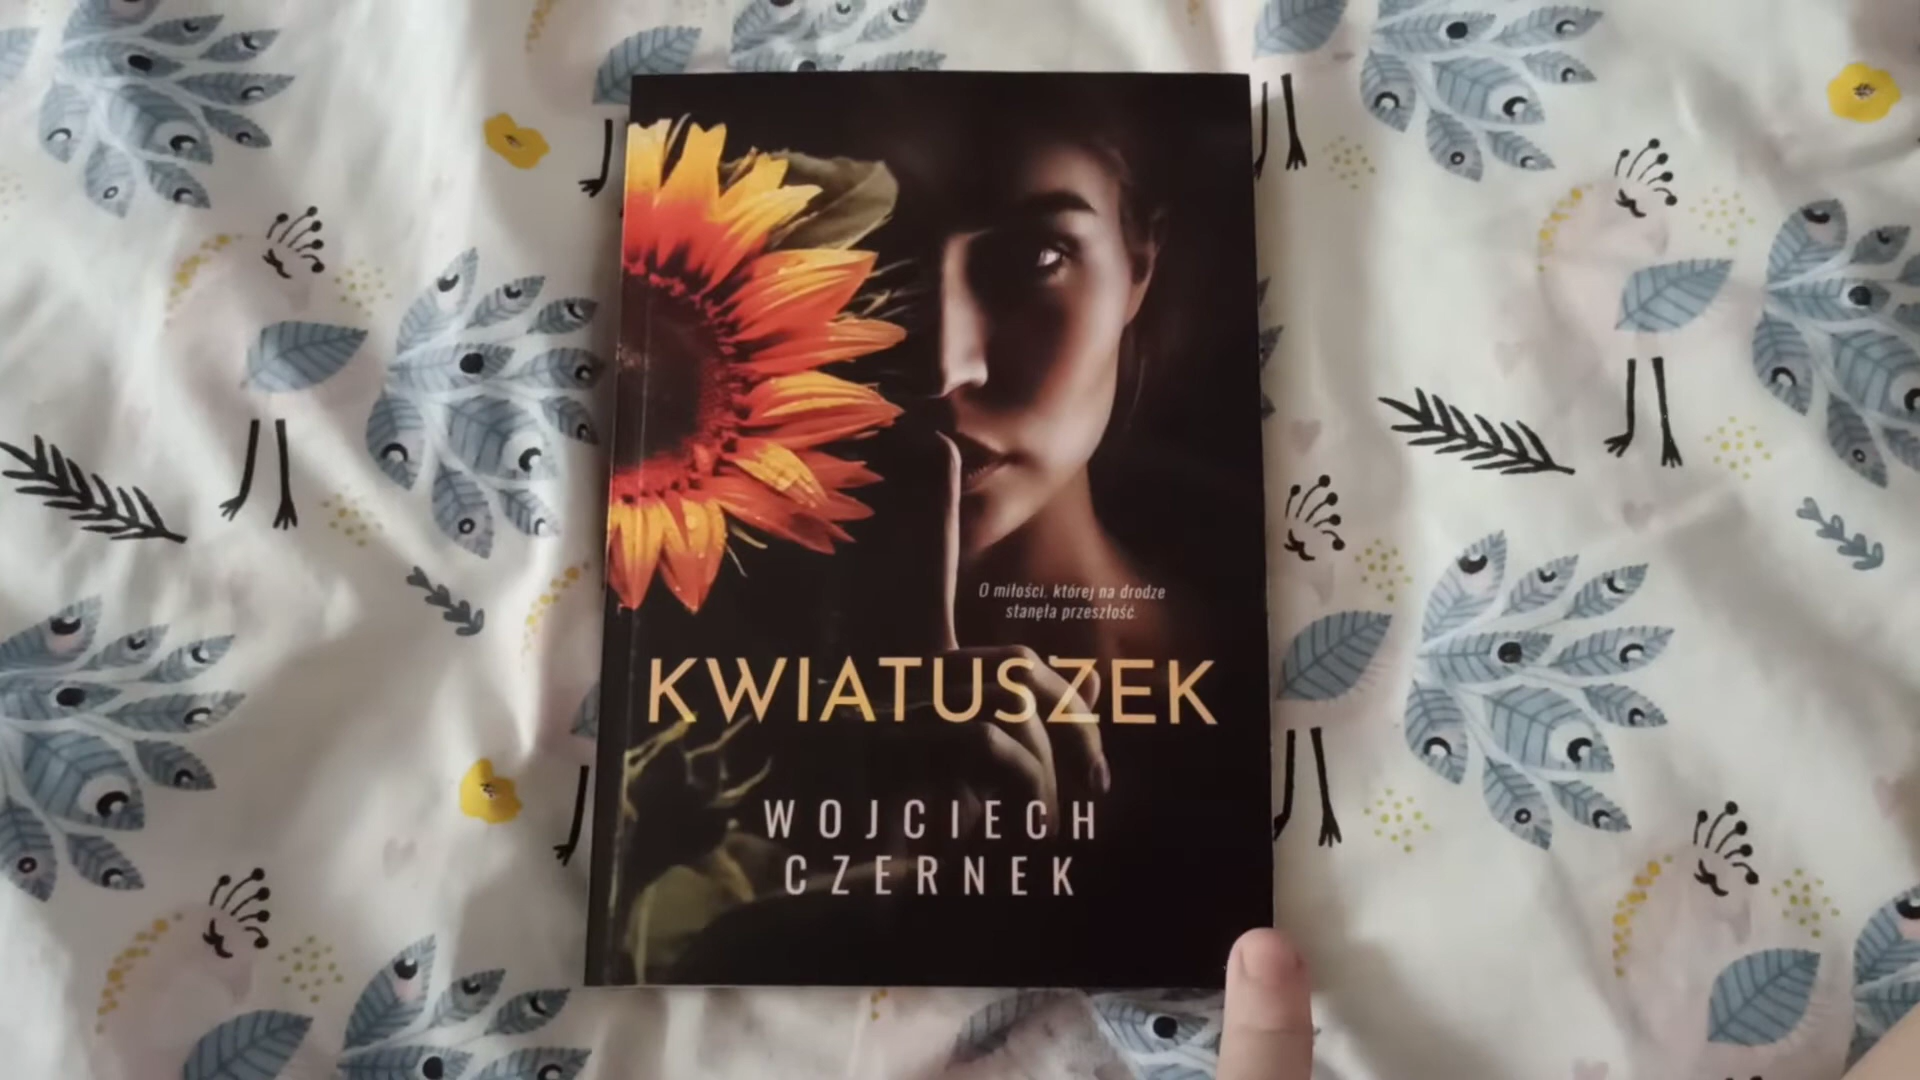 O miłości, której na drodze
stanęła przeszłość.
KWIATUSZEK
WOJCIECH
CZERNEK